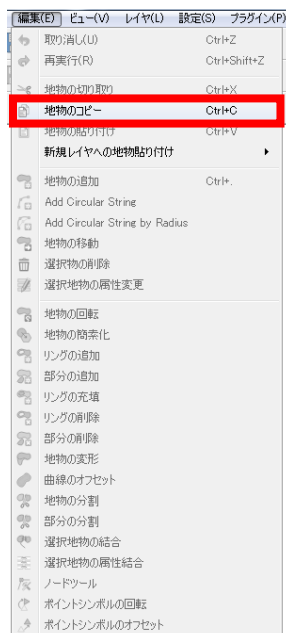 編集(E) ビュー(V) レイヤ(L) 設定(S) プラグイン(P)
取り消し(U) Ctrl+Z
再実行(R) Ctrl+Shift+Z
地物の切り取り Ctrl+X
地物のコピー Ctrl+C
地物の貼り付け Ctrl+V
新規レイヤへの地物貼り付け
地物の追加 Ctrl+.
Add Circular String
Add Circular String by Radius
地物の移動
選択物の削除
選択地物の属性変更
地物の回転
地物の簡素化
リングの追加
部分の追加
リングの充填
リングの削除
部分の削除
地物の変形
曲線のオフセット
地物の分割
部分の分割
選択地物の結合
選択地物の属性結合
ノードツール
ポイントシンボルの回転
ポイントシンボルのオフセット